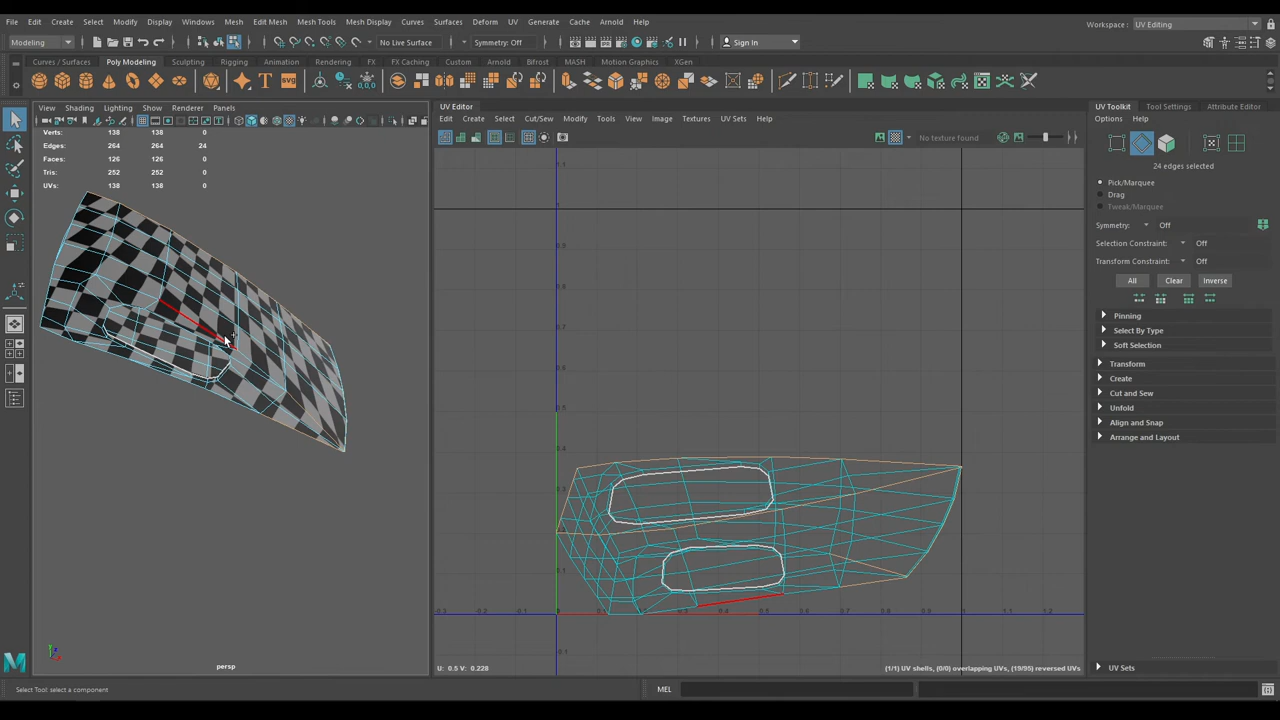 File Edit Create Select Modify Display Windows Mesh Edit Mesh Mesh Tools Mesh Display Curves Surfaces Deform UV Generate Cache Arnold Help
Workspace : UV Editing
Modeling No Live Surface Symmetry: Off Sign In
Curves / Surfaces Poly Modeling Sculpting Rigging Animation Rendering FX FX Caching Custom Arnold Bifrost MASH Motion Graphics XGen
View Shading Lighting Show Renderer Panels
UV Editor
UV Toolkit Tool Settings Attribute Editor
Edit Create Select Cut/Sew Modify Tools View Image Textures UV Sets Help
Options Help
Verts: 138 138 0
Edges: 264 264 24
Faces: 126 126 0
Tris: 252 252 0
UVs: 138 138 0
No texture found
24 edges selected
Pick/Marquee
Drag
Tweak/Marquee
Symmetry: Off
Selection Constraint: Off
Transform Constraint: Off
All Clear Inverse
Pinning
Select By Type
Soft Selection
Transform
Create
Cut and Sew
Unfold
Align and Snap
Arrange and Layout
UV Sets
persp
U: 0.5 V: 0.228
(1/1) UV shells, (0/0) overlapping UVs, (19/95) reversed UVs
Select Tool: select a component
MEL